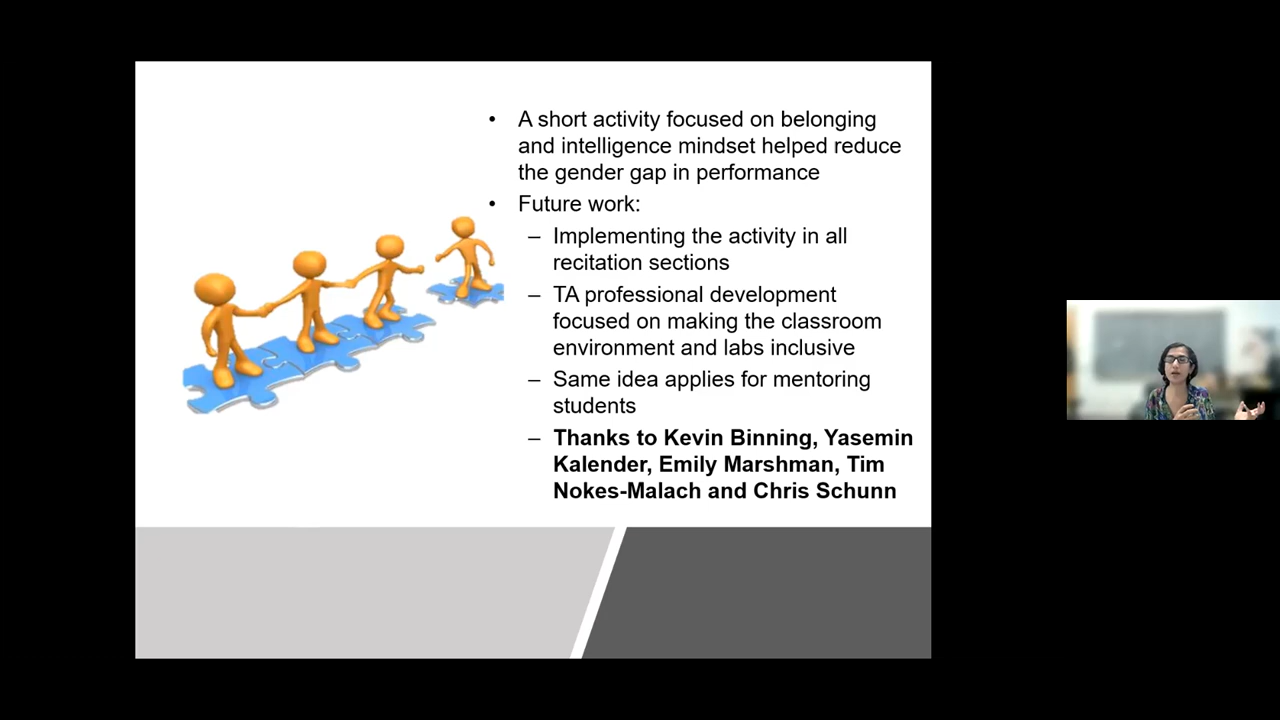 • A short activity focused on belonging
and intelligence mindset helped reduce
the gender gap in performance
• Future work:
– Implementing the activity in all
recitation sections
– TA professional development
focused on making the classroom
environment and labs inclusive
– Same idea applies for mentoring
students
– Thanks to Kevin Binning, Yasemin
Kalender, Emily Marshman, Tim
Nokes-Malach and Chris Schunn